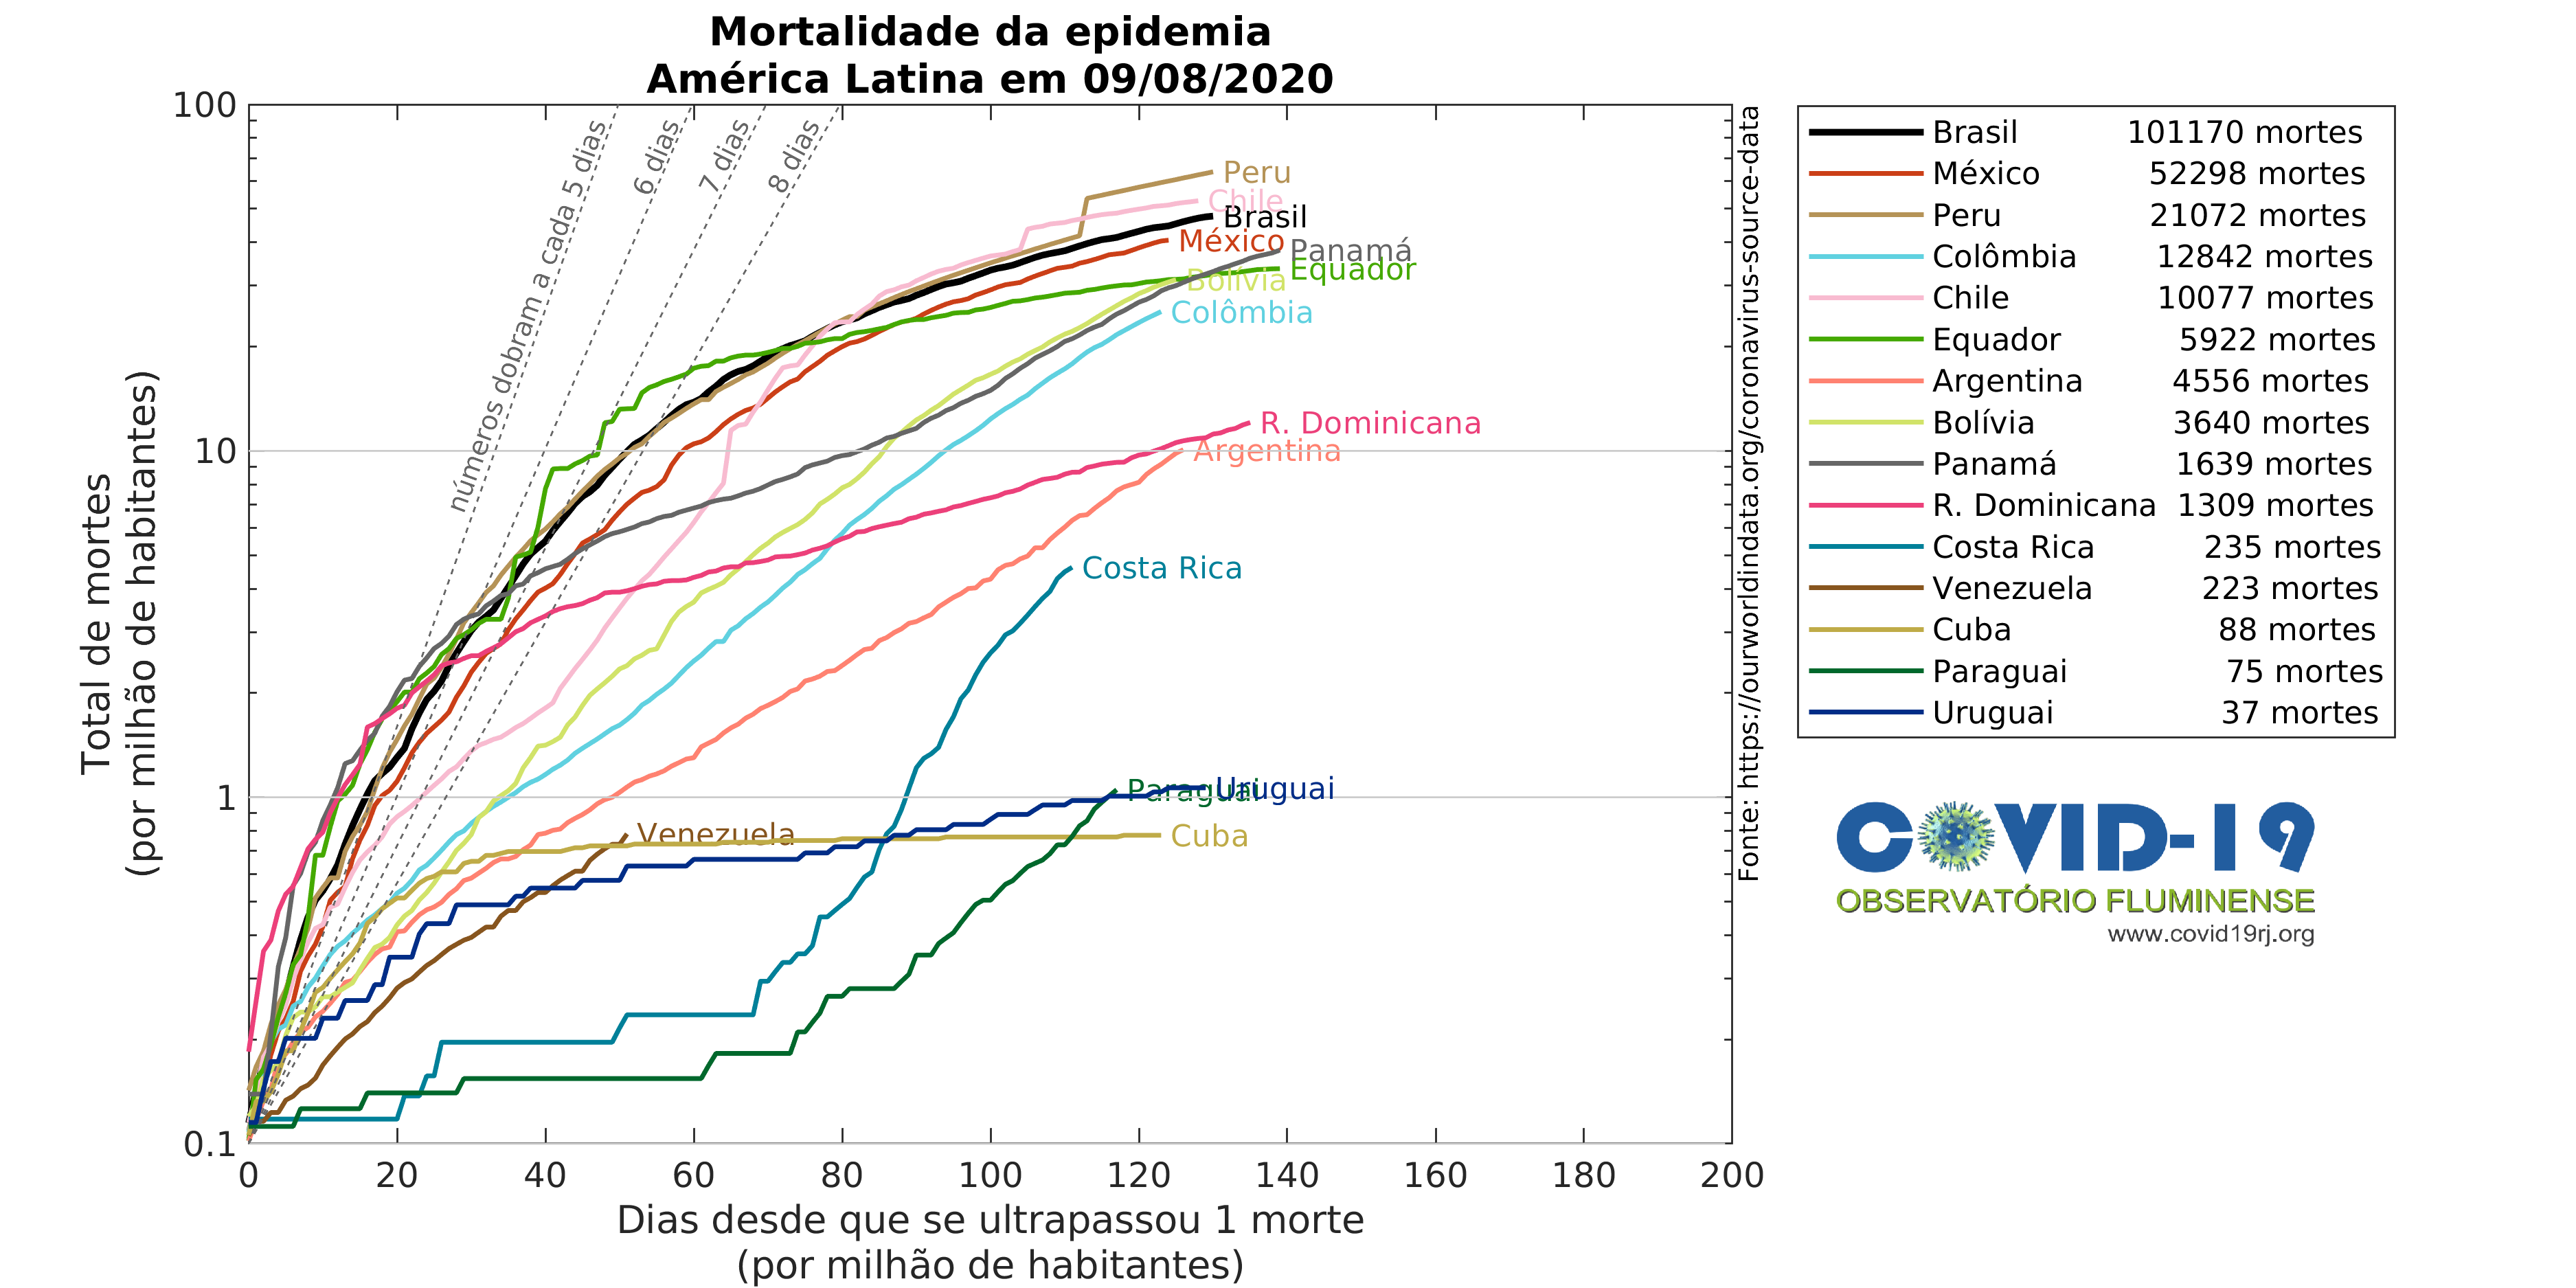 Mortalidade da epidemia
América Latina em 09/08/2020
Total de mortes
(por milhão de habitantes)
100
10
1
0.1
números dobram a cada 5 dias
6 dias
7 dias
8 dias
Peru
Chile
Brasil
México
Panamá
Equador
Bolívia
Colômbia
R. Dominicana
Argentina
Costa Rica
Paraguai
Uruguai
Venezuela
Cuba
0 20 40 60 80 100 120 140 160 180 200
Dias desde que se ultrapassou 1 morte
(por milhão de habitantes)
Fonte: https://ourworldindata.org/coronavirus-source-data
Brasil 101170 mortes
México 52298 mortes
Peru 21072 mortes
Colômbia 12842 mortes
Chile 10077 mortes
Equador 5922 mortes
Argentina 4556 mortes
Bolívia 3640 mortes
Panamá 1639 mortes
R. Dominicana 1309 mortes
Costa Rica 235 mortes
Venezuela 223 mortes
Cuba 88 mortes
Paraguai 75 mortes
Uruguai 37 mortes
COVID-19
OBSERVATÓRIO FLUMINENSE
www.covid19rj.org